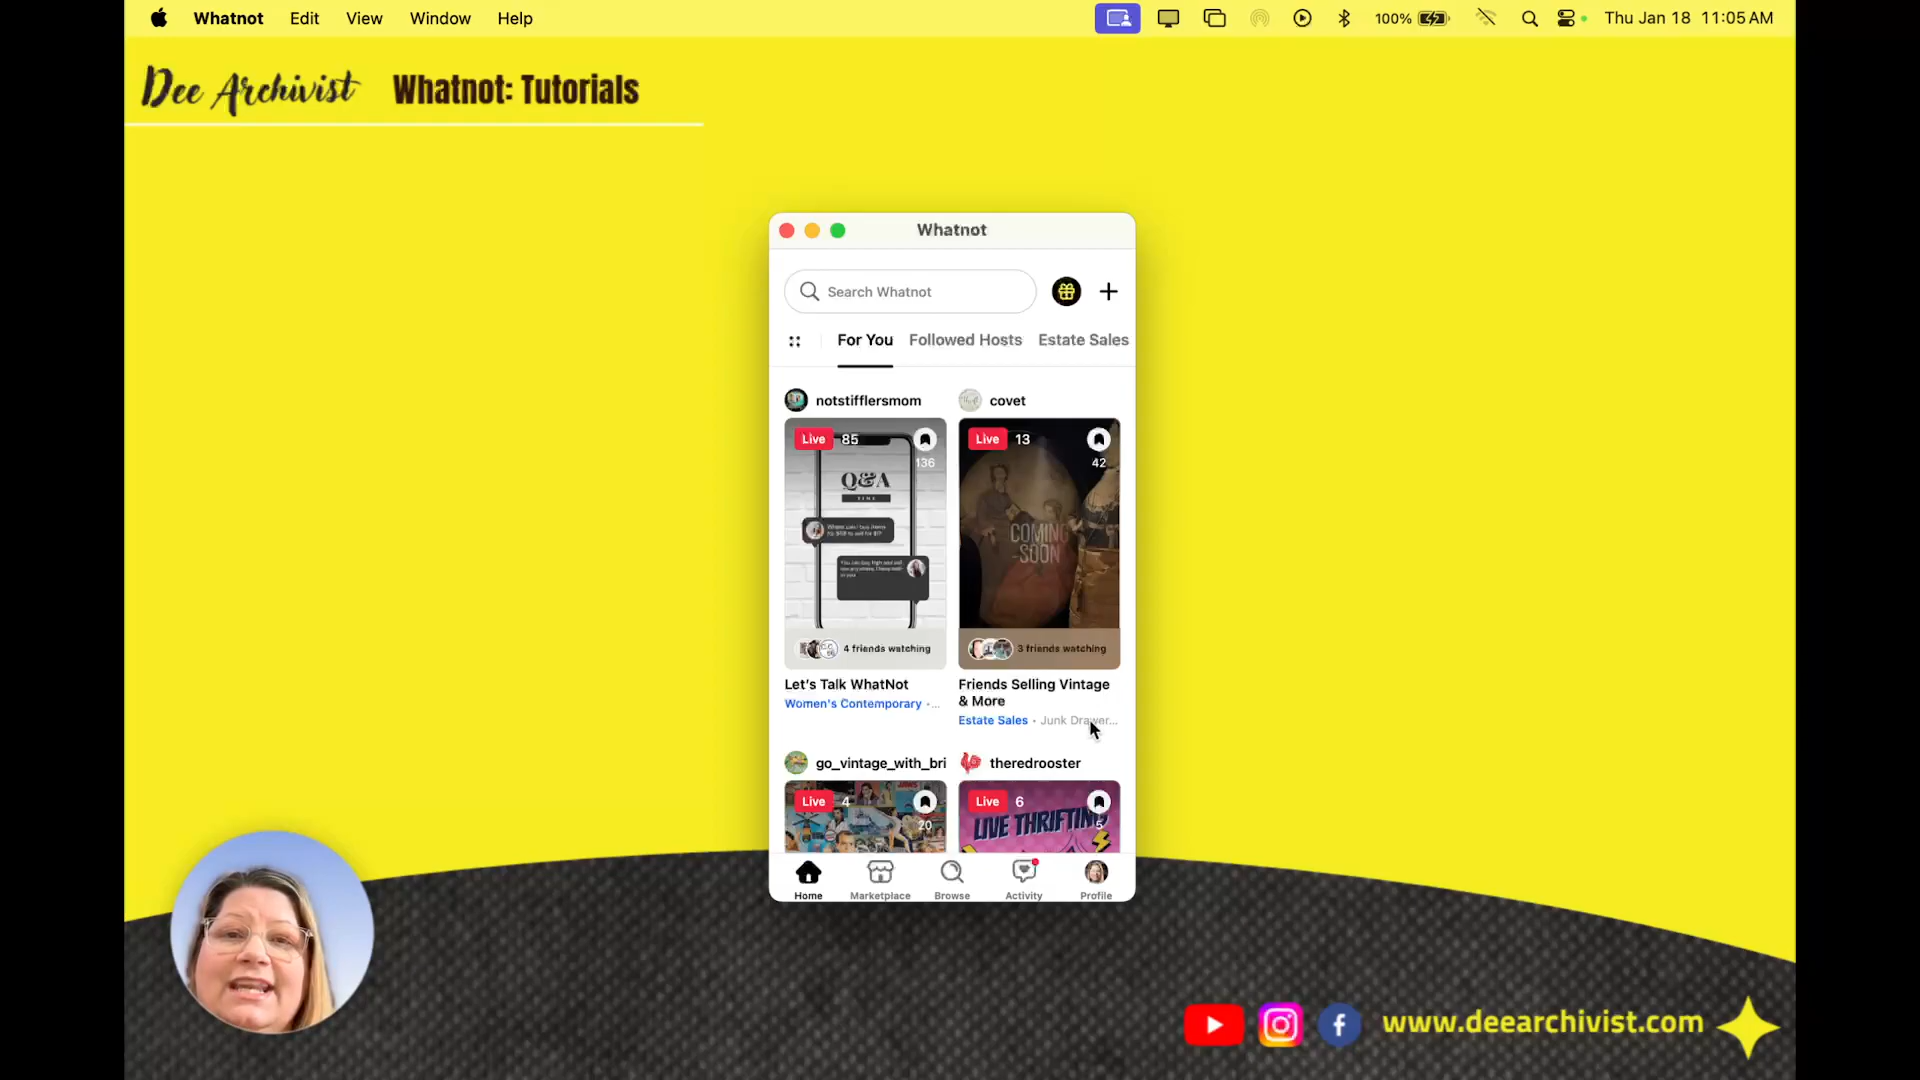 Whatnot Edit View Window Help 100% Thu Jan 18 11:05 AM
Dee Archivist Whatnot: Tutorials
Whatnot
Search Whatnot
For You Followed Hosts Estate Sales
notstifflersmom covet
Live 85 Live 13
136 42
Q&A
TIME
COMING
SOON
4 friends watching 3 friends watching
Let's Talk WhatNot
Women's Contemporary ·...
Friends Selling Vintage
& More
Estate Sales · Junk Drawer...
go_vintage_with_bri theredrooster
Live 4 Live 6
20 5
LIVE THRIFTING
Home Marketplace Browse Activity Profile
www.deearchivist.com